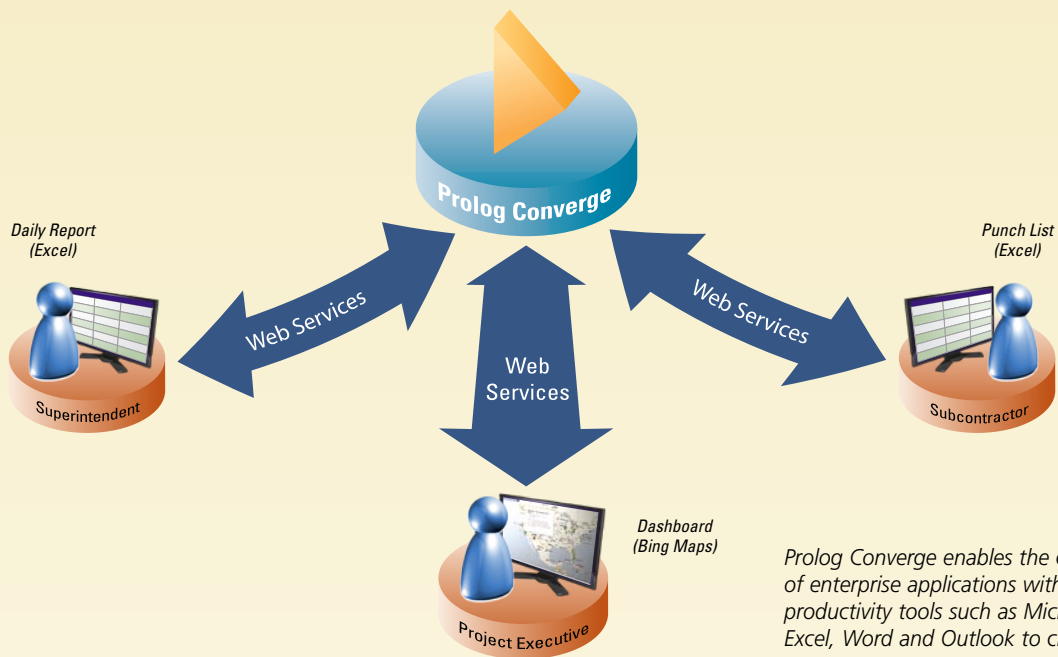 Prolog Converge
Daily Report
(Excel)
Punch List
(Excel)
Web Services
Web Services
Web
Services
Superintendent
Subcontractor
Dashboard
(Bing Maps)
Project Executive
Prolog Converge enables the
of enterprise applications with
productivity tools such as
Excel, Word and Outlook to